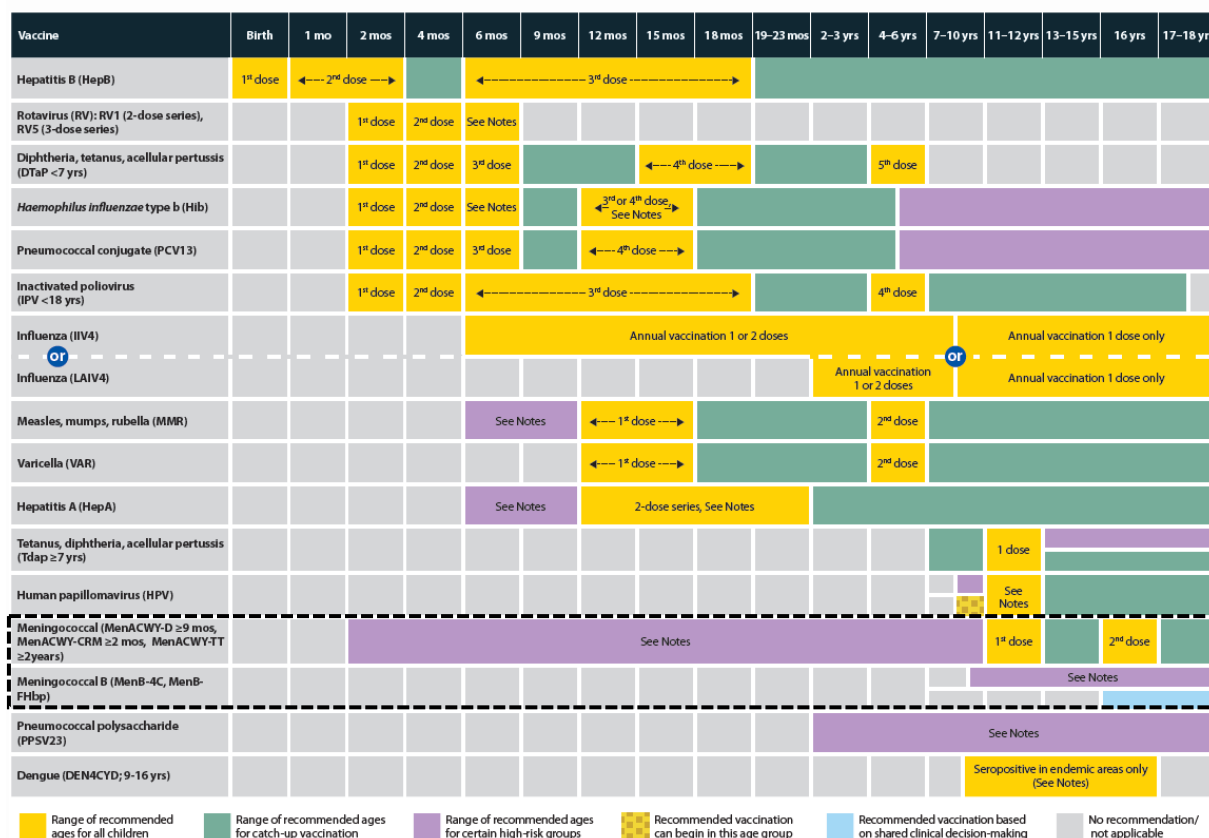 Vaccine Birth 1 mo 2 mos 4 mos 6 mos 9 mos 12 mos 15 mos 18 mos 19–23 mos 2–3 yrs 4–6 yrs 7–10 yrs 11–12 yrs 13–15 yrs 16 yrs 17–18 yr
Hepatitis B (HepB) 1st dose 2nd dose 3rd dose
Rotavirus (RV): RV1 (2-dose series),
RV5 (3-dose series) 1st dose 2nd dose See Notes
Diphtheria, tetanus, acellular pertussis
(DTaP <7 yrs) 1st dose 2nd dose 3rd dose 4th dose 5th dose
Haemophilus influenzae type b (Hib) 1st dose 2nd dose See Notes 3rd or 4th dose,
See Notes
Pneumococcal conjugate (PCV13) 1st dose 2nd dose 3rd dose 4th dose
Inactivated poliovirus
(IPV <18 yrs) 1st dose 2nd dose 3rd dose 4th dose
Influenza (IIV4) Annual vaccination 1 or 2 doses Annual vaccination 1 dose only
or or
Influenza (LAIV4) Annual vaccination
1 or 2 doses Annual vaccination 1 dose only
Measles, mumps, rubella (MMR) See Notes 1st dose 2nd dose
Varicella (VAR) 1st dose 2nd dose
Hepatitis A (HepA) See Notes 2-dose series, See Notes
Tetanus, diphtheria, acellular pertussis
(Tdap ≥7 yrs) 1 dose
Human papillomavirus (HPV) See
Notes
Meningococcal (MenACWY-D ≥9 mos,
MenACWY-CRM ≥2 mos, MenACWY-TT
≥2years) See Notes 1st dose 2nd dose
Meningococcal B (MenB-4C, MenB-
FHbp) See Notes
Pneumococcal polysaccharide
(PPSV23) See Notes
Dengue (DEN4CYD; 9-16 yrs) Seropositive in endemic areas only
(See Notes)
Range of recommended
ages for all children
Range of recommended ages
for catch-up vaccination
Range of recommended ages
for certain high-risk groups
Recommended vaccination
can begin in this age group
Recommended vaccination based
on shared clinical decision-making
No recommendation/
not applicable